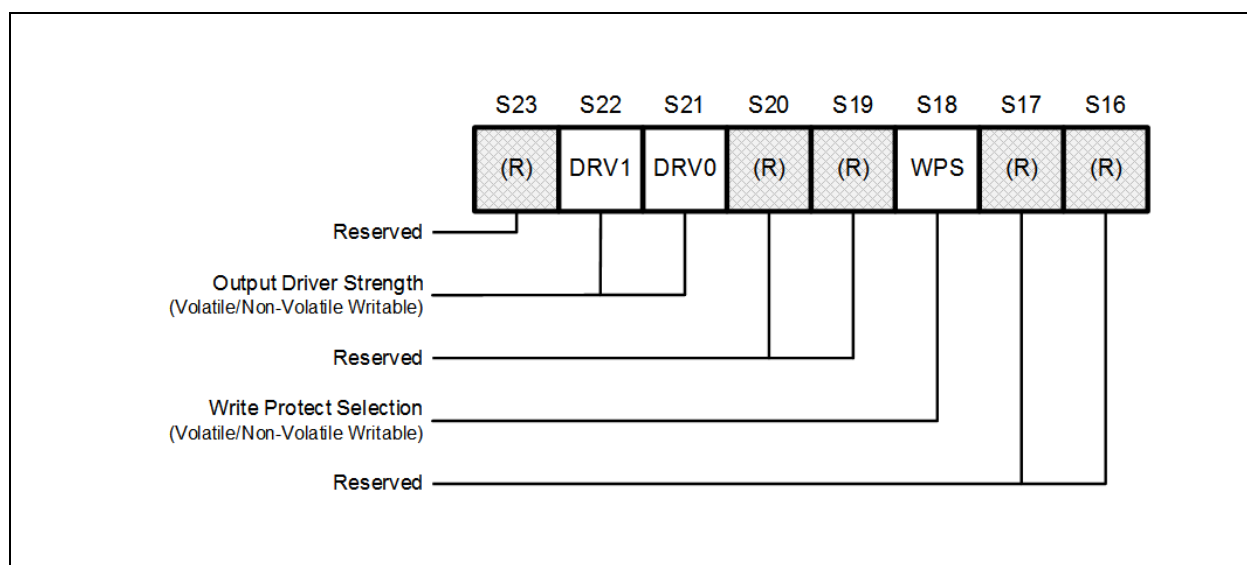 S23 S22 S21 S20 S19 S18 S17 S16
(R) DRV1 DRV0 (R) (R) WPS (R) (R)
Reserved
Output Driver Strength
(Volatile/Non-Volatile Writable)
Reserved
Write Protect Selection
(Volatile/Non-Volatile Writable)
Reserved